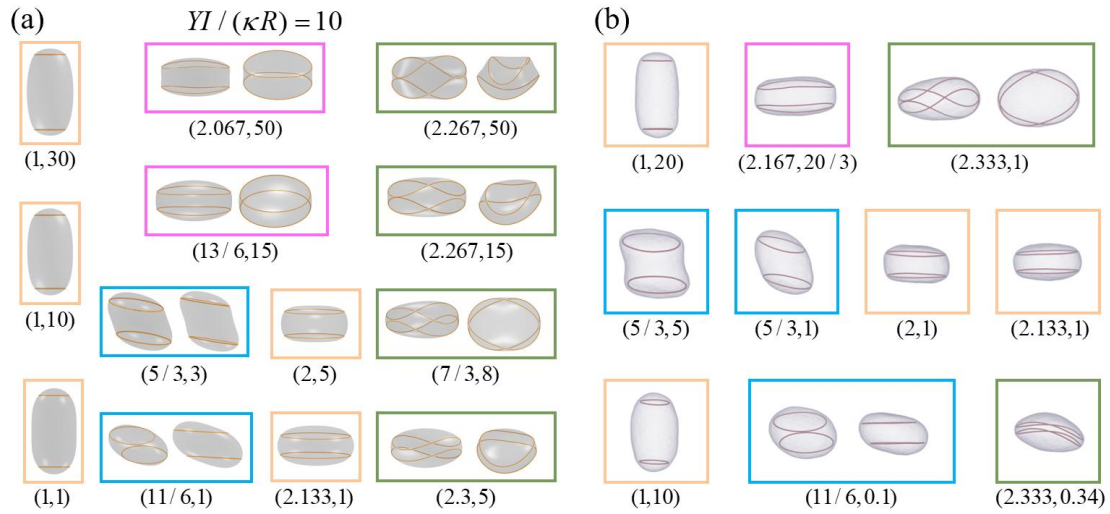 (a) YI / (κR) = 10
(1,30) (2.067,50) (2.267,50)
(13 / 6,15) (2.267,15)
(1,10)
(5 / 3,3) (2,5) (7 / 3,8)
(1,1) (11 / 6,1) (2.133,1) (2.3,5)
(b)
(1,20) (2.167,20 / 3) (2.333,1)
(5 / 3,5) (5 / 3,1) (2,1) (2.133,1)
(1,10) (11 / 6,0.1) (2.333,0.34)